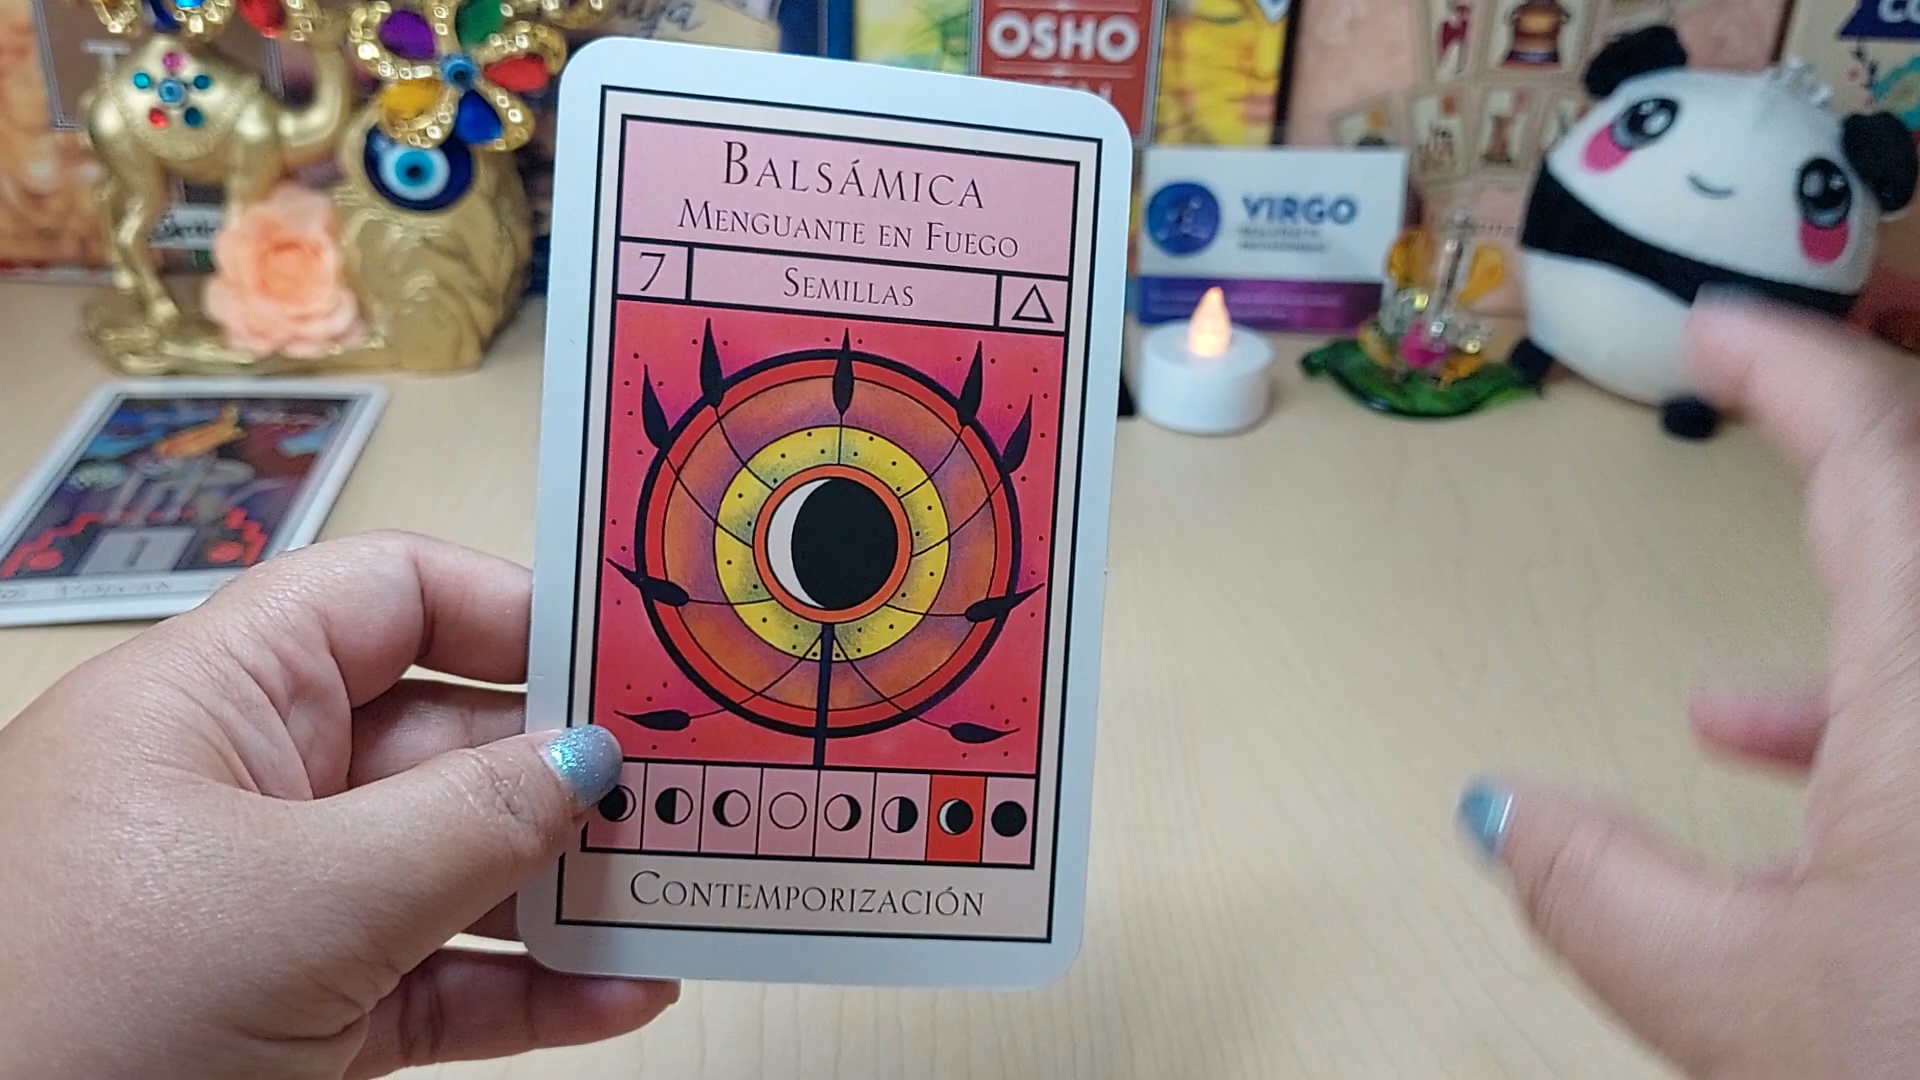 OSHO
BALSÁMICA
MENGUANTE EN FUEGO
7
SEMILLAS
VIRGO
CONTEMPORIZACIÓN